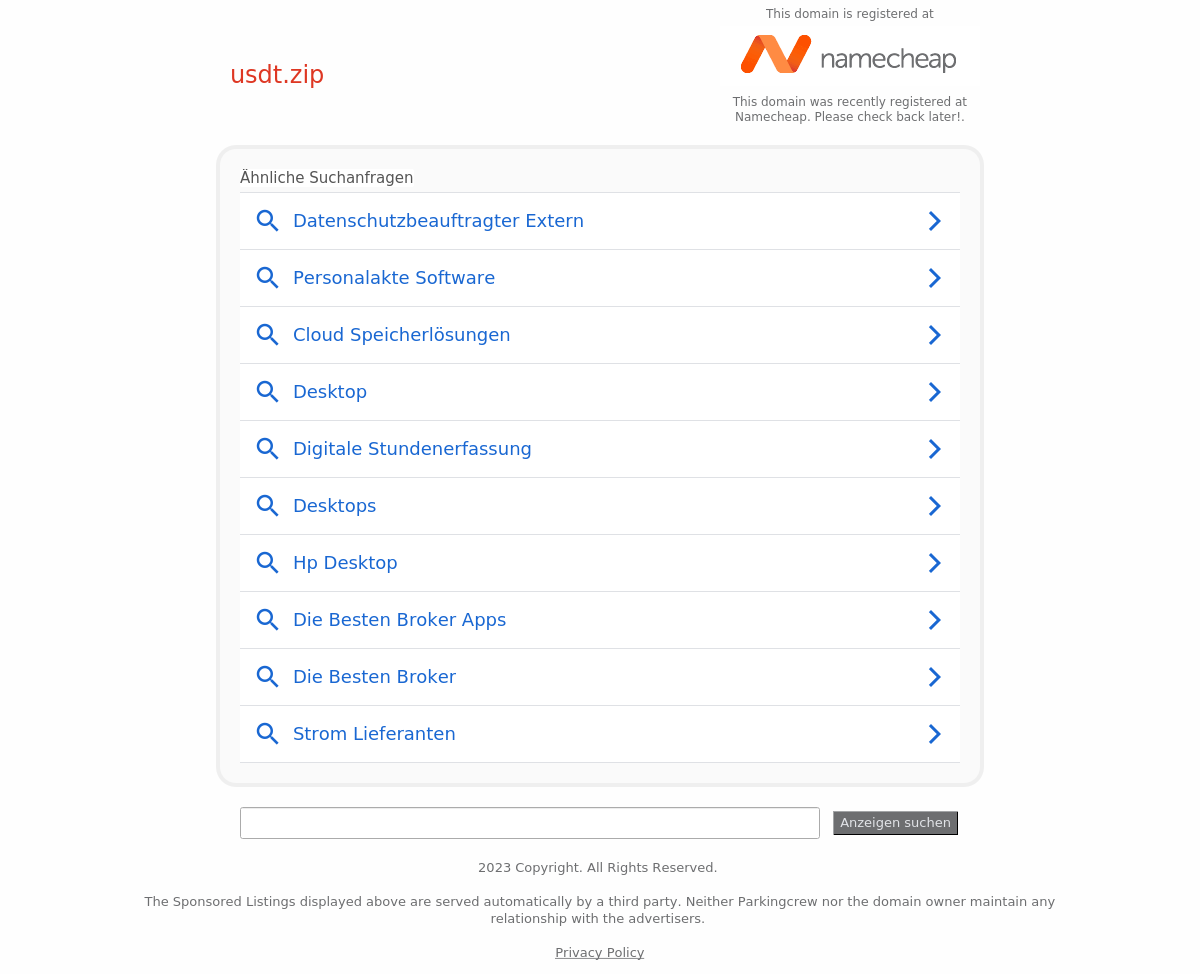 This domain is registered at
namecheap
usdt.zip
This domain was recently registered at
Namecheap. Please check back later!.
Ähnliche Suchanfragen
Datenschutzbeauftragter Extern
Personalakte Software
Cloud Speicherlösungen
Desktop
Digitale Stundenerfassung
Desktops
Hp Desktop
Die Besten Broker Apps
Die Besten Broker
Strom Lieferanten
Anzeigen suchen
2023 Copyright. All Rights Reserved.
The Sponsored Listings displayed above are served automatically by a third party. Neither Parkingcrew nor the domain owner maintain any
relationship with the advertisers.
Privacy Policy